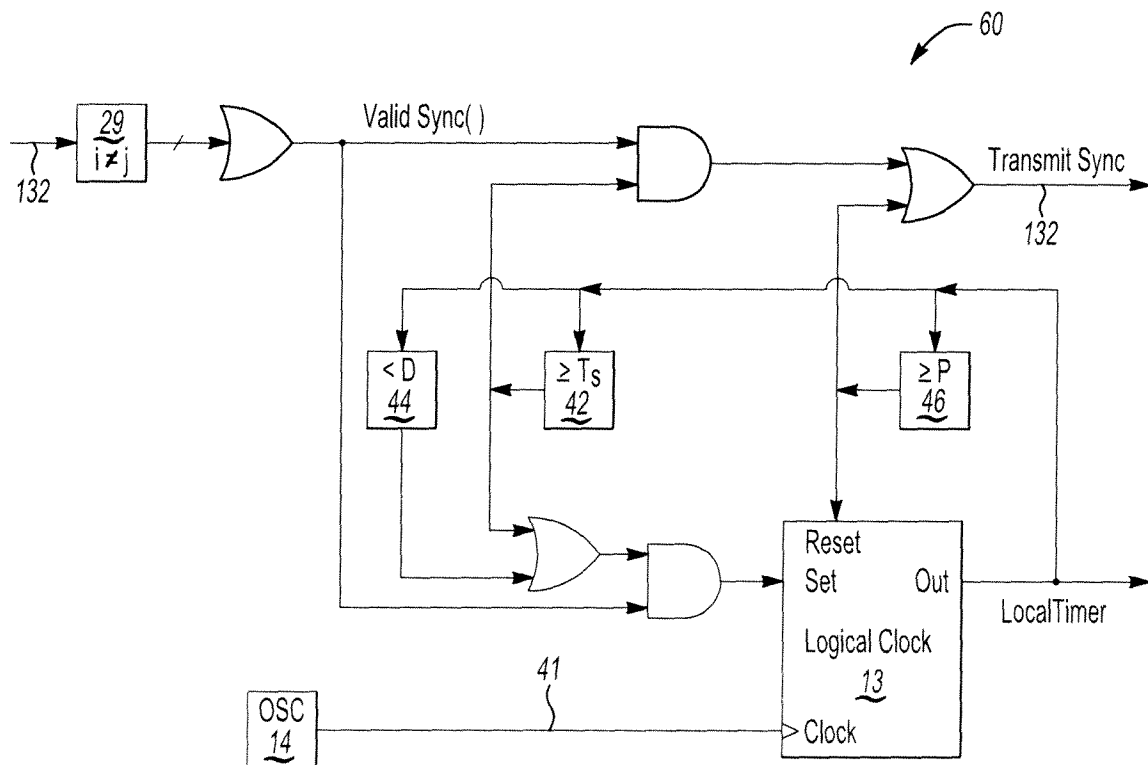 60
29
i ≠ j
132
Valid Sync( )
Transmit Sync
132
< D
44
≥ Ts
42
≥ P
46
Reset
Set
Out
LocalTimer
Logical Clock
13
Clock
41
OSC
14